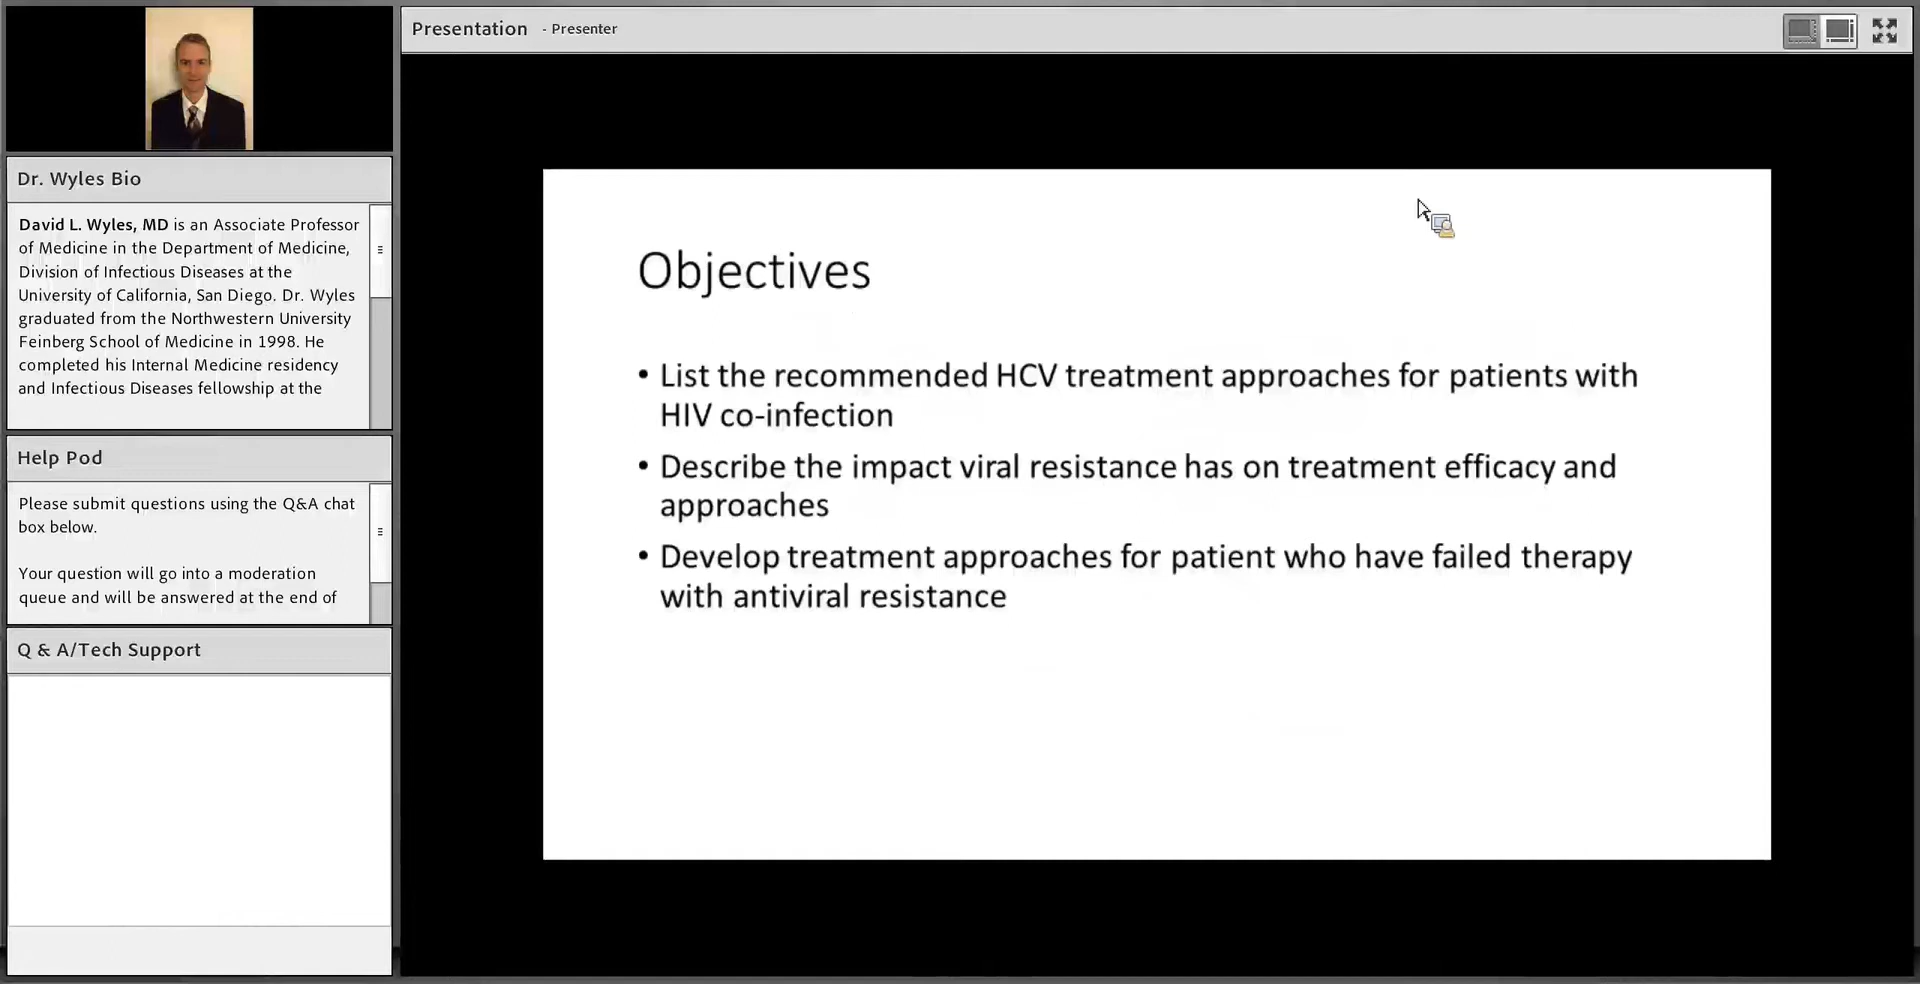 Presentation - Presenter
Dr. Wyles Bio
David L. Wyles, MD is an Associate Professor
of Medicine in the Department of Medicine,
Division of Infectious Diseases at the
University of California, San Diego. Dr. Wyles
graduated from the Northwestern University
Feinberg School of Medicine in 1998. He
completed his Internal Medicine residency
and Infectious Diseases fellowship at the
Help Pod
Please submit questions using the Q&A chat
box below.
Your question will go into a moderation
queue and will be answered at the end of
Q & A/Tech Support
Objectives
• List the recommended HCV treatment approaches for patients with
HIV co-infection
• Describe the impact viral resistance has on treatment efficacy and
approaches
• Develop treatment approaches for patient who have failed therapy
with antiviral resistance